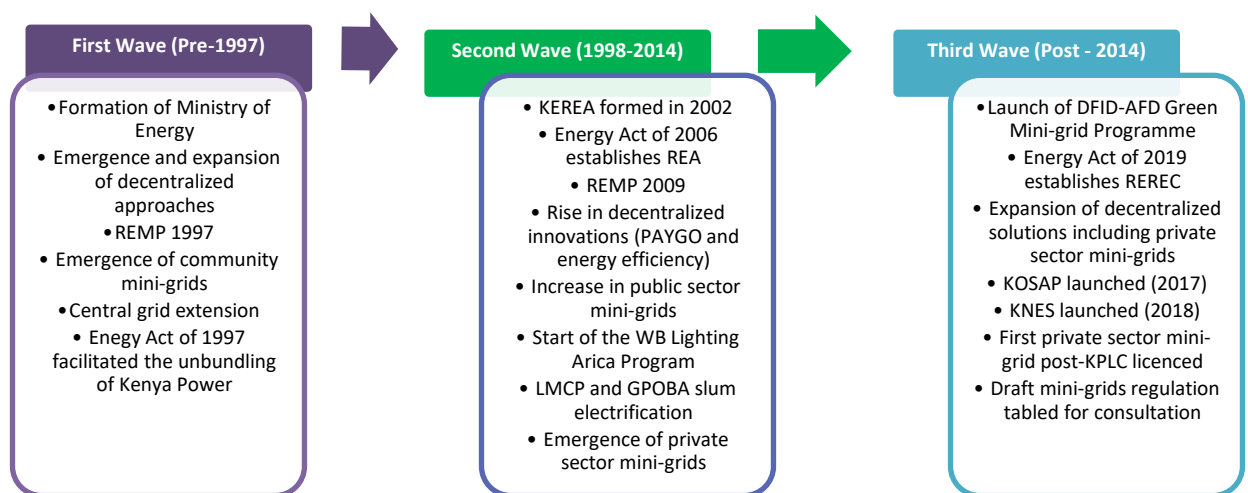 First Wave (Pre-1997)
•Formation of Ministry of
Energy
• Emergence and expansion
of decentralized
approaches
•REMP 1997
• Emergence of community
mini-grids
•Central grid extension
• Enegy Act of 1997
facilitated the unbundling
of Kenya Power
Second Wave (1998-2014)
• KEREA formed in 2002
• Energy Act of 2006
establishes REA
• REMP 2009
• Rise in decentralized
innovations (PAYGO and
energy efficiency)
• Increase in public sector
mini-grids
• Start of the WB Lighting
Arica Program
• LMCP and GPOBA slum
electrification
• Emergence of private
sector mini-grids
Third Wave (Post - 2014)
•Launch of DFID-AFD Green
Mini-grid Programme
• Energy Act of 2019
establishes REREC
• Expansion of decentralized
solutions including private
sector mini-grids
• KOSAP launched (2017)
• KNES launched (2018)
• First private sector mini-
grid post-KPLC licenced
• Draft mini-grids regulation
tabled for consultation